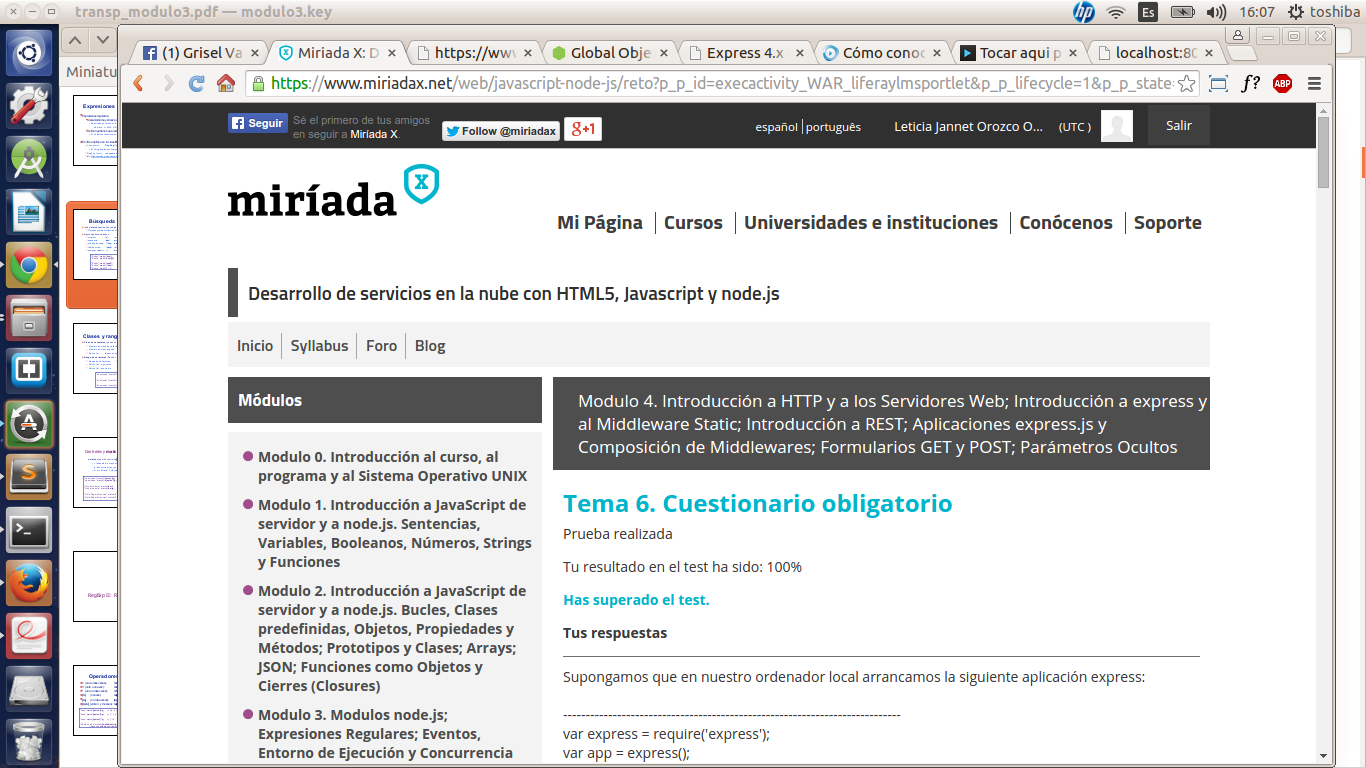 transp_modulo3.pdf — modulo3.key
Es
16:07
toshiba
Miniatu
(1) Grisel Va
Miriada X: D
https://www
Global Obje
Express 4.x
Cómo conoc
Tocar aqui p
localhost:80
https://www.miriadax.net/web/javascript-node-js/reto?p_p_id=execactivity_WAR_liferaylmsportlet&p_p_lifecycle=1&p_p_state=
f?
ABP
Seguir
Sé el primero de tus amigos
en seguir a Miríada X.
Follow @miriadax
g+1
español
português
Leticia Jannet Orozco O...
(UTC )
Salir
miríada
X
Mi Página
Cursos
Universidades e instituciones
Conócenos
Soporte
Desarrollo de servicios en la nube con HTML5, Javascript y node.js
Inicio
Syllabus
Foro
Blog
Módulos
Modulo 0. Introducción al curso, al
programa y al Sistema Operativo UNIX
Modulo 1. Introducción a JavaScript de
servidor y a node.js. Sentencias,
Variables, Booleanos, Números, Strings
y Funciones
Modulo 2. Introducción a JavaScript de
servidor y a node.js. Bucles, Clases
predefinidas, Objetos, Propiedades y
Métodos; Prototipos y Clases; Arrays;
JSON; Funciones como Objetos y
Cierres (Closures)
Modulo 3. Modulos node.js;
Expresiones Regulares; Eventos,
Entorno de Ejecución y Concurrencia
Modulo 4. Introducción a HTTP y a los Servidores Web; Introducción a express y
al Middleware Static; Introducción a REST; Aplicaciones express.js y
Composición de Middlewares; Formularios GET y POST; Parámetros Ocultos
Tema 6. Cuestionario obligatorio
Prueba realizada
Tu resultado en el test ha sido: 100%
Has superado el test.
Tus respuestas
Supongamos que en nuestro ordenador local arrancamos la siguiente aplicación express:
---------------------------------------------------------------------------
var express = require('express');
var app = express();
Expresiones
Búsqueda
Clases y rang
RegExp II: R
Operadore